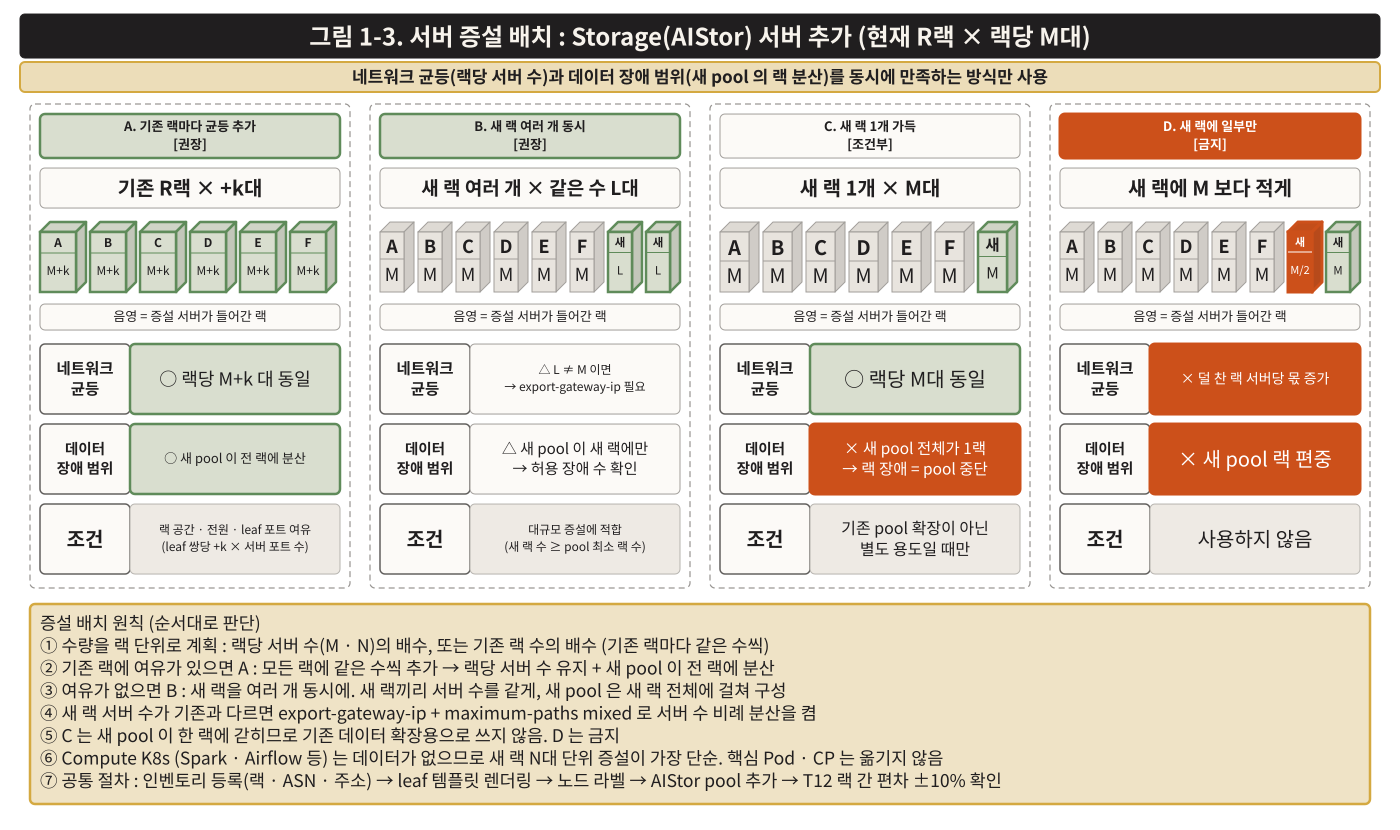 그림 1-3. 서버 증설 배치 : Storage(AIStor) 서버 추가 (현재 R랙 × 랙당 M대)
네트워크 균등(랙당 서버 수)과 데이터 장애 범위(새 pool 의 랙 분산)를 동시에 만족하는 방식만 사용
A. 기존 랙마다 균등 추가
[권장]
기존 R랙 × +k대
A
B
C
D
E
F
M+k
M+k
M+k
M+k
M+k
M+k
음영 = 증설 서버가 들어간 랙
네트워크
균등
○ 랙당 M+k 대 동일
데이터
장애 범위
○ 새 pool 이 전 랙에 분산
조건
랙 공간 · 전원 · leaf 포트 여유
(leaf 쌍당 +k × 서버 포트 수)
B. 새 랙 여러 개 동시
[권장]
새 랙 여러 개 × 같은 수 L대
A
B
C
D
E
F
새
새
M
M
M
M
M
M
L
L
음영 = 증설 서버가 들어간 랙
네트워크
균등
△ L ≠ M 이면
→ export-gateway-ip 필요
데이터
장애 범위
△ 새 pool 이 새 랙에만
→ 허용 장애 수 확인
조건
대규모 증설에 적합
(새 랙 수 ≥ pool 최소 랙 수)
C. 새 랙 1개 가득
[조건부]
새 랙 1개 × M대
A
B
C
D
E
F
새
M
M
M
M
M
M
M
음영 = 증설 서버가 들어간 랙
네트워크
균등
○ 랙당 M대 동일
데이터
장애 범위
× 새 pool 전체가 1랙
→ 랙 장애 = pool 중단
조건
기존 pool 확장이 아닌
별도 용도일 때만
D. 새 랙에 일부만
[금지]
새 랙에 M 보다 적게
A
B
C
D
E
F
새
새
M
M
M
M
M
M
M/2
M
음영 = 증설 서버가 들어간 랙
네트워크
균등
× 덜 찬 랙 서버당 몫 증가
데이터
장애 범위
× 새 pool 랙 편중
조건
사용하지 않음
증설 배치 원칙 (순서대로 판단)
① 수량을 랙 단위로 계획 : 랙당 서버 수(M · N)의 배수, 또는 기존 랙 수의 배수 (기존 랙마다 같은 수씩)
② 기존 랙에 여유가 있으면 A : 모든 랙에 같은 수씩 추가 → 랙당 서버 수 유지 + 새 pool 이 전 랙에 분산
③ 여유가 없으면 B : 새 랙을 여러 개 동시에. 새 랙끼리 서버 수를 같게, 새 pool 은 새 랙 전체에 걸쳐 구성
④ 새 랙 서버 수가 기존과 다르면 export-gateway-ip + maximum-paths mixed 로 서버 수 비례 분산을 켬
⑤ C 는 새 pool 이 한 랙에 갇히므로 기존 데이터 확장용으로 쓰지 않음. D 는 금지
⑥ Compute K8s (Spark · Airflow 등) 는 데이터가 없으므로 새 랙 N대 단위 증설이 가장 단순. 핵심 Pod · CP 는 옮기지 않음
⑦ 공통 절차 : 인벤토리 등록(랙 · ASN · 주소) → leaf 템플릿 렌더링 → 노드 라벨 → AIStor pool 추가 → T12 랙 간 편차 ±10% 확인